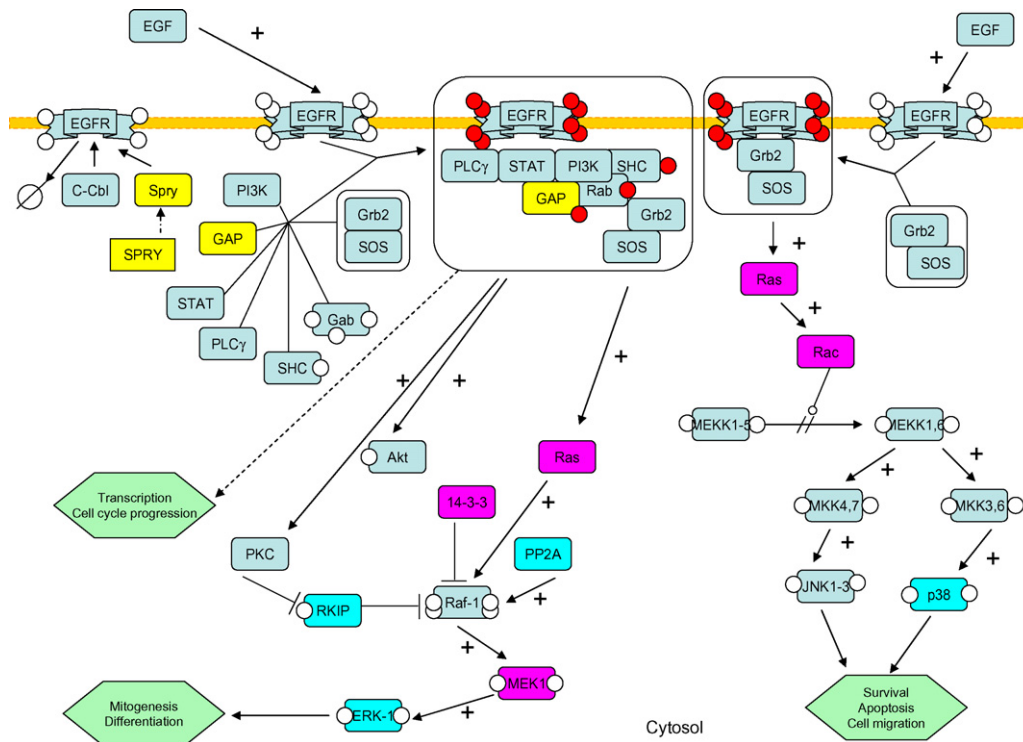 EGF
+
EGF
+
EGFR
EGFR
EGFR
EGFR
EGFR
C-Cbl
Spry
SPRY
PI3K
GAP
Grb2
SOS
STAT
PLCγ
SHC
Gab
PLCγ
STAT
PI3K
SHC
GAP
Rab
Grb2
SOS
Grb2
SOS
Grb2
SOS
+
Ras
+
Rac
+
+
+
MEKK1-5
MEKK1,6
+
+
Akt
Ras
Transcription
Cell cycle progression
14-3-3
+
MKK4,7
MKK3,6
PKC
PP2A
+
+
RKIP
Raf-1
+
JNK1-3
p38
+
MEK1
Mitogenesis
Differentiation
ERK-1
+
Survival
Apoptosis
Cell migration
Cytosol